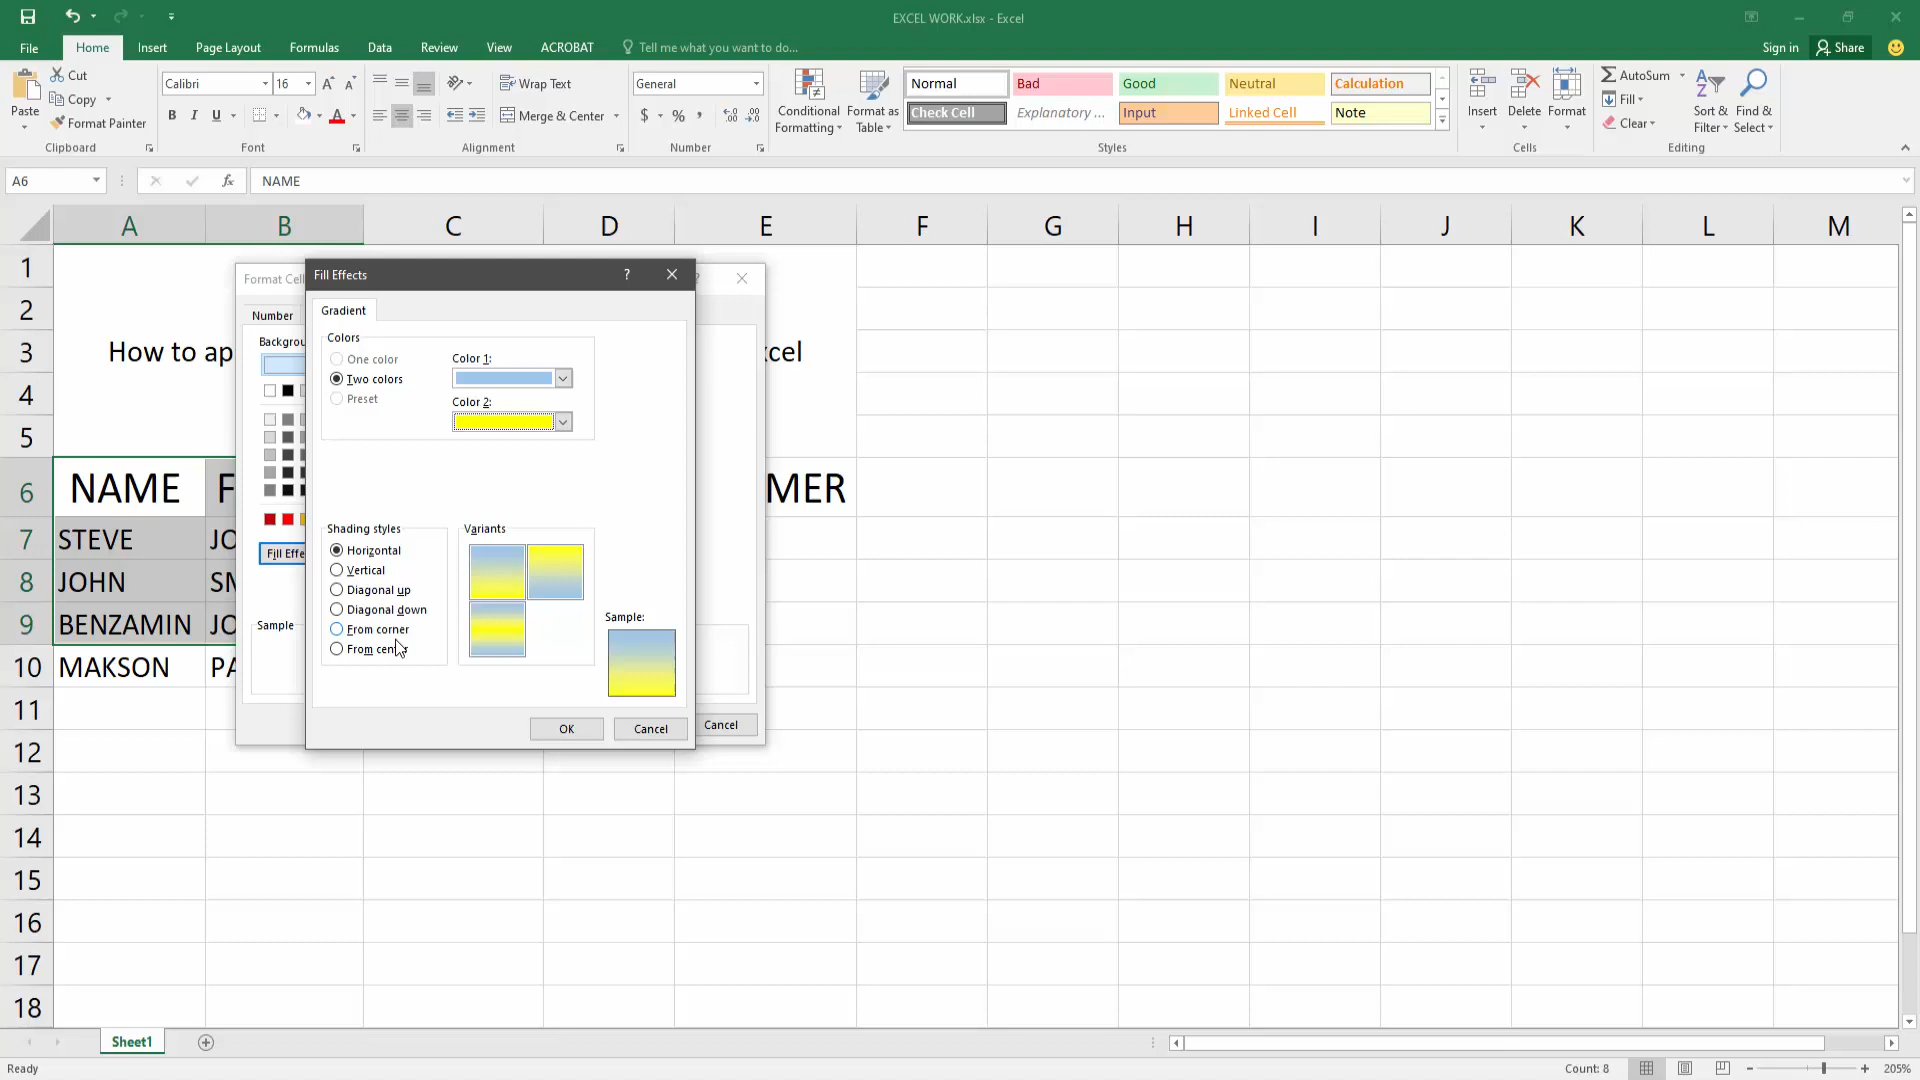 EXCEL WORK.xlsx - Excel
File Home Insert Page Layout Formulas Data Review View ACROBAT Tell me what you want to do... Sign in Share
Paste
Cut
Copy
Format Painter
Clipboard
Calibri 16
B I U A
Font
Wrap Text
Merge & Center
Alignment
General
$ % ,
Number
Conditional Formatting
Format as Table
Normal Bad Good Neutral Calculation
Check Cell Explanatory ... Input Linked Cell Note
Styles
Insert Delete Format
Cells
AutoSum
Fill
Clear
Sort & Filter
Find & Select
Editing
A6 fx NAME
A B C D E F G H I J K L M
1
2
3 How to ap xcel
4
5
6 NAME F MER
7 STEVE JO
8 JOHN SM
9 BENZAMIN JO
10 MAKSON PA
11
12
13
14
15
16
17
18
Format Cel
Number
Backgrou
Fill Effe
Sample
Cancel
Fill Effects ?
Gradient
Colors
One color
Two colors
Preset
Color 1:
Color 2:
Shading styles
Horizontal
Vertical
Diagonal up
Diagonal down
From corner
From center
Variants
Sample:
OK Cancel
Sheet1
Ready Count: 8 205%